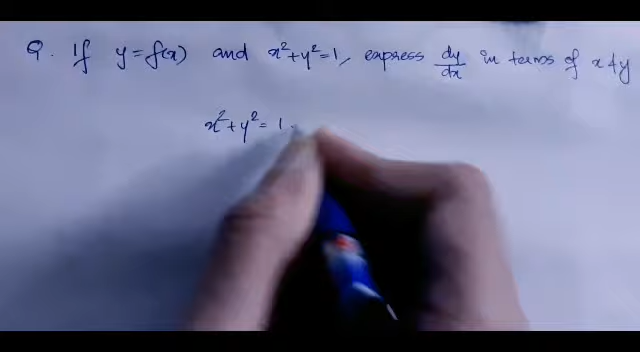 Q. If y=f(x) and x²+y²=1, express dy/dx in terms of x & y
x²+y²=1